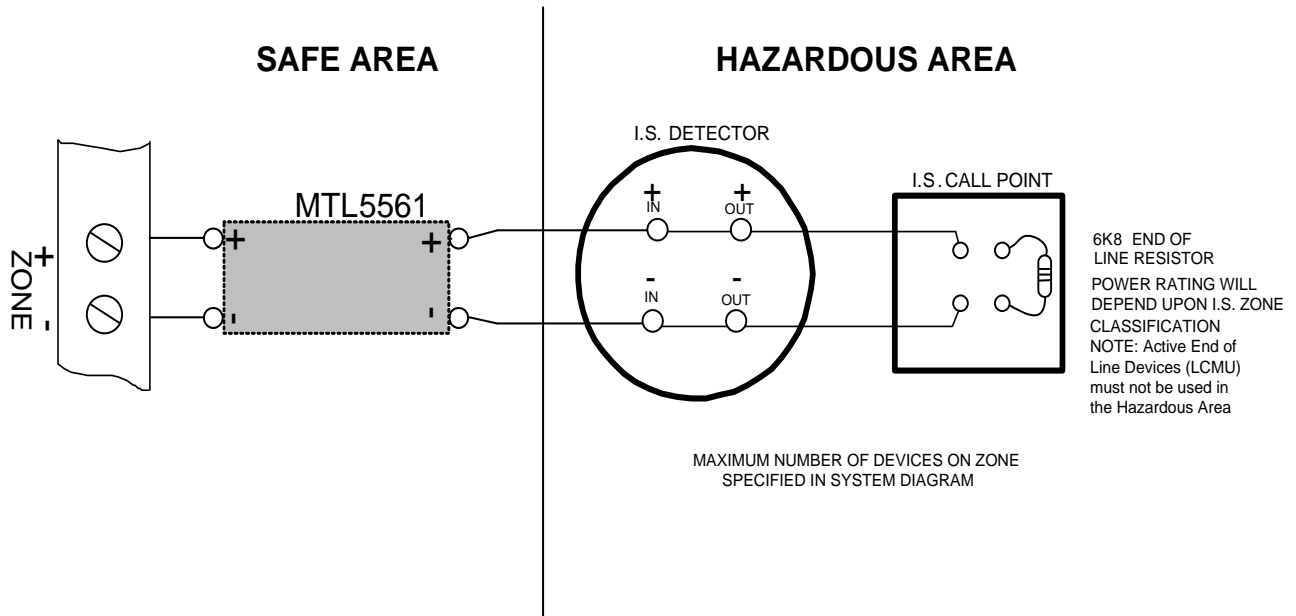 SAFE AREA
HAZARDOUS AREA
I.S. DETECTOR
I.S. CALL POINT
MTL5561
+ +
- -
+ ZONE -
+ +
IN OUT
- -
IN OUT
6K8 END OF
LINE RESISTOR
POWER RATING WILL
DEPEND UPON I.S. ZONE
CLASSIFICATION
NOTE: Active End of
Line Devices (LCMU)
must not be used in
the Hazardous Area
MAXIMUM NUMBER OF DEVICES ON ZONE
SPECIFIED IN SYSTEM DIAGRAM